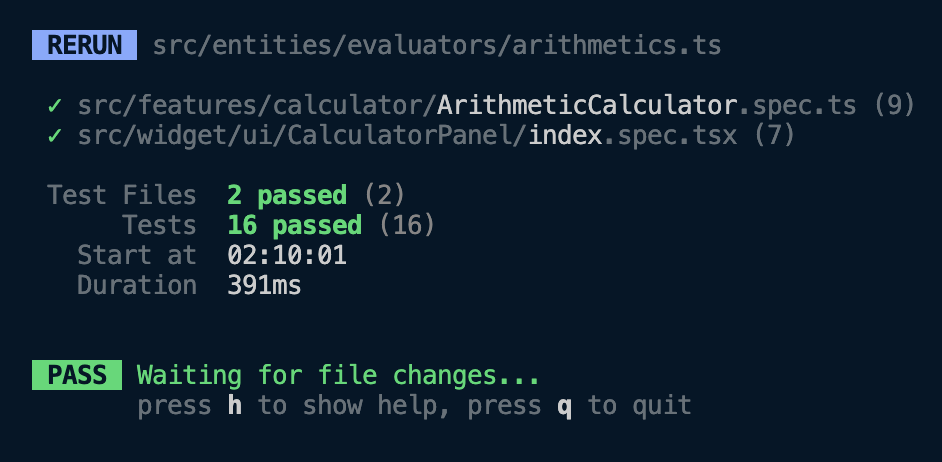 RERUN src/entities/evaluators/arithmetics.ts
✓ src/features/calculator/ArithmeticCalculator.spec.ts (9)
✓ src/widget/ui/CalculatorPanel/index.spec.tsx (7)
Test Files 2 passed (2)
Tests 16 passed (16)
Start at 02:10:01
Duration 391ms
PASS Waiting for file changes...
press h to show help, press q to quit